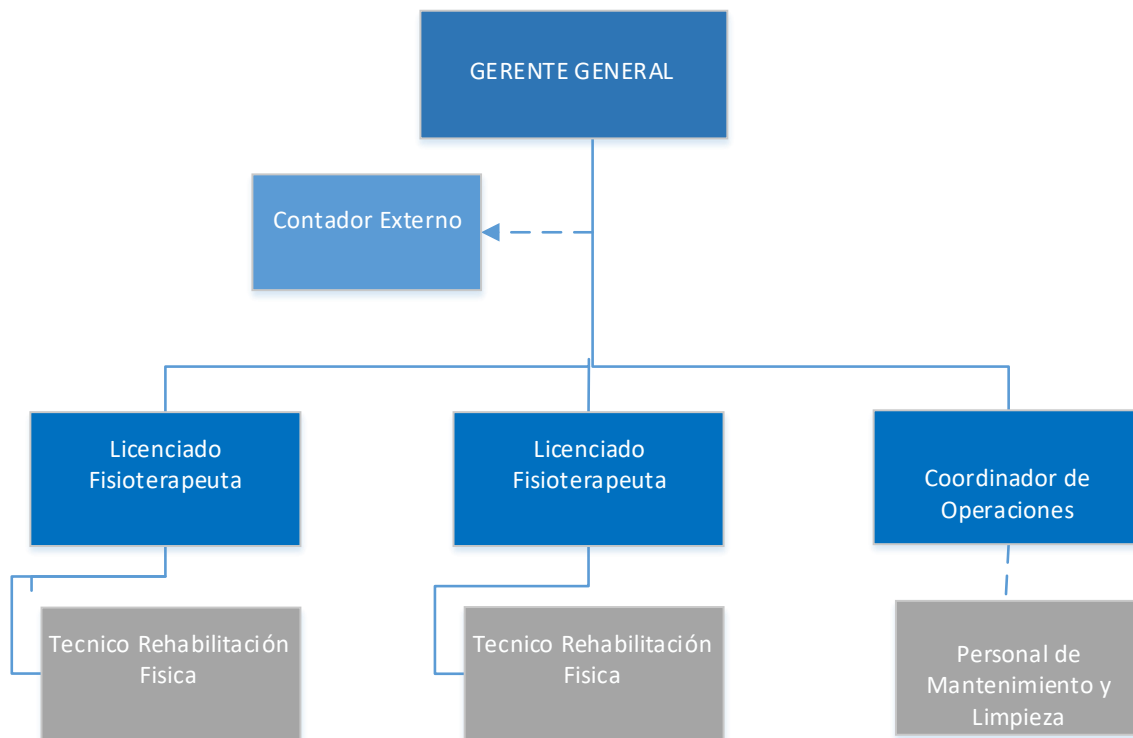 GERENTE GENERAL
Contador Externo
Licenciado
Fisioterapeuta
Licenciado
Fisioterapeuta
Coordinador de
Operaciones
Tecnico Rehabilitación
Fisica
Tecnico Rehabilitación
Fisica
Personal de
Mantenimiento y
Limpieza